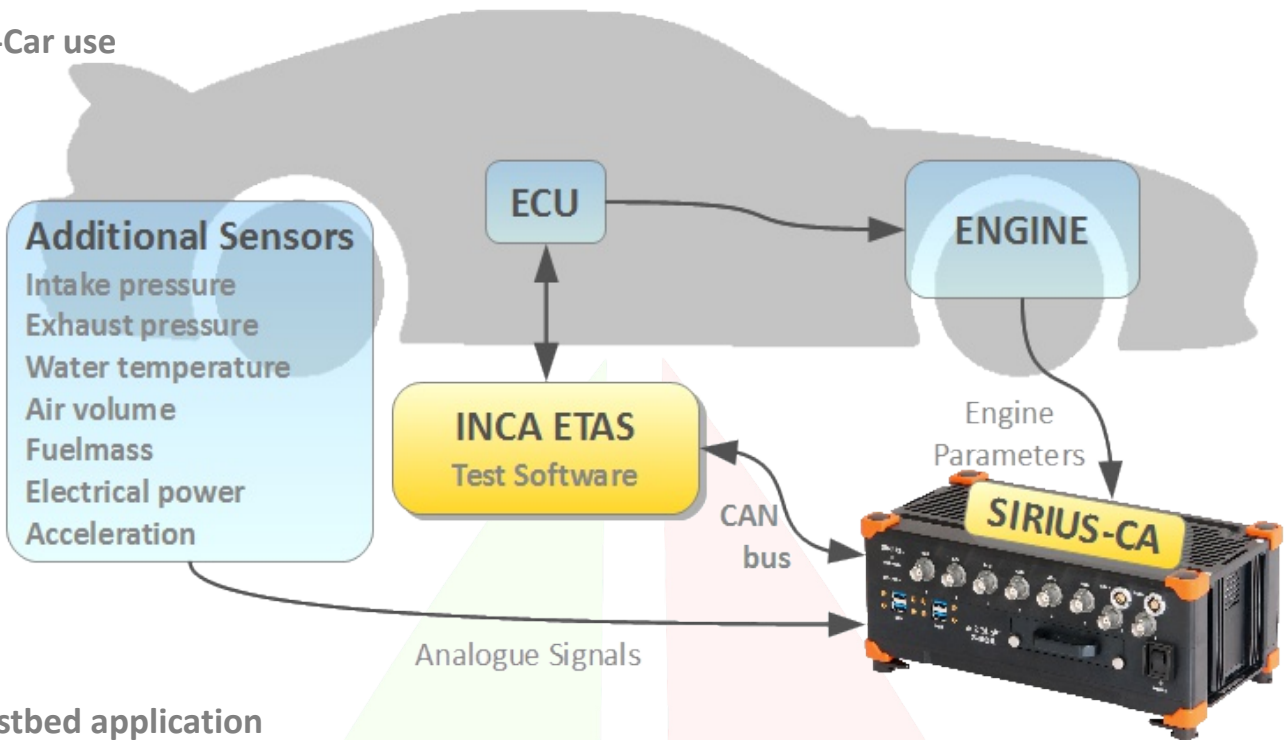 -Car use
ECU
ENGINE
Additional Sensors
Intake pressure
Exhaust pressure
Water temperature
Air volume
Fuelmass
Electrical power
Acceleration
INCA ETAS
Test Software
Engine
Parameters
SIRIUS-CA
CAN
bus
Analogue Signals
stbed application